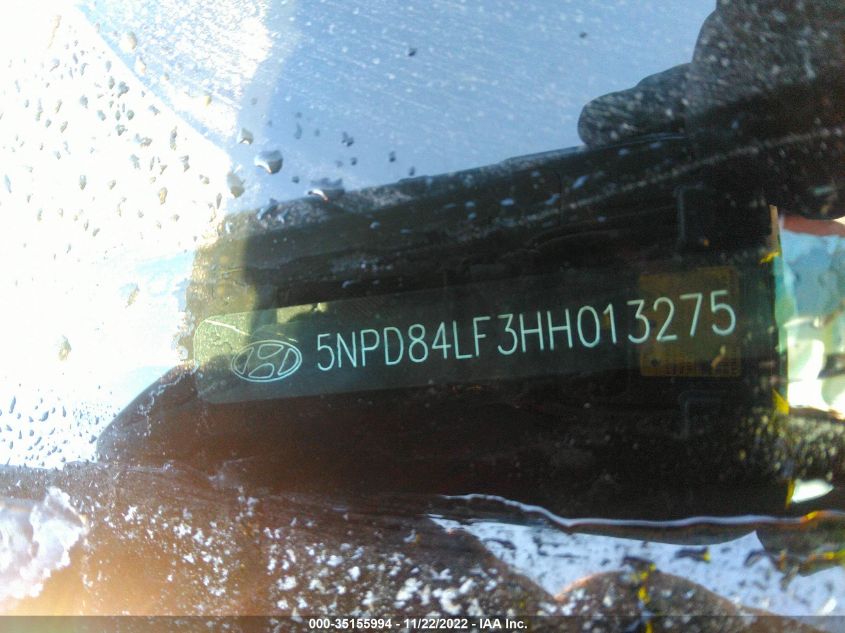 5NPD84LF3HH013275
000-35155994 - 11/22/2022 - IAA Inc.